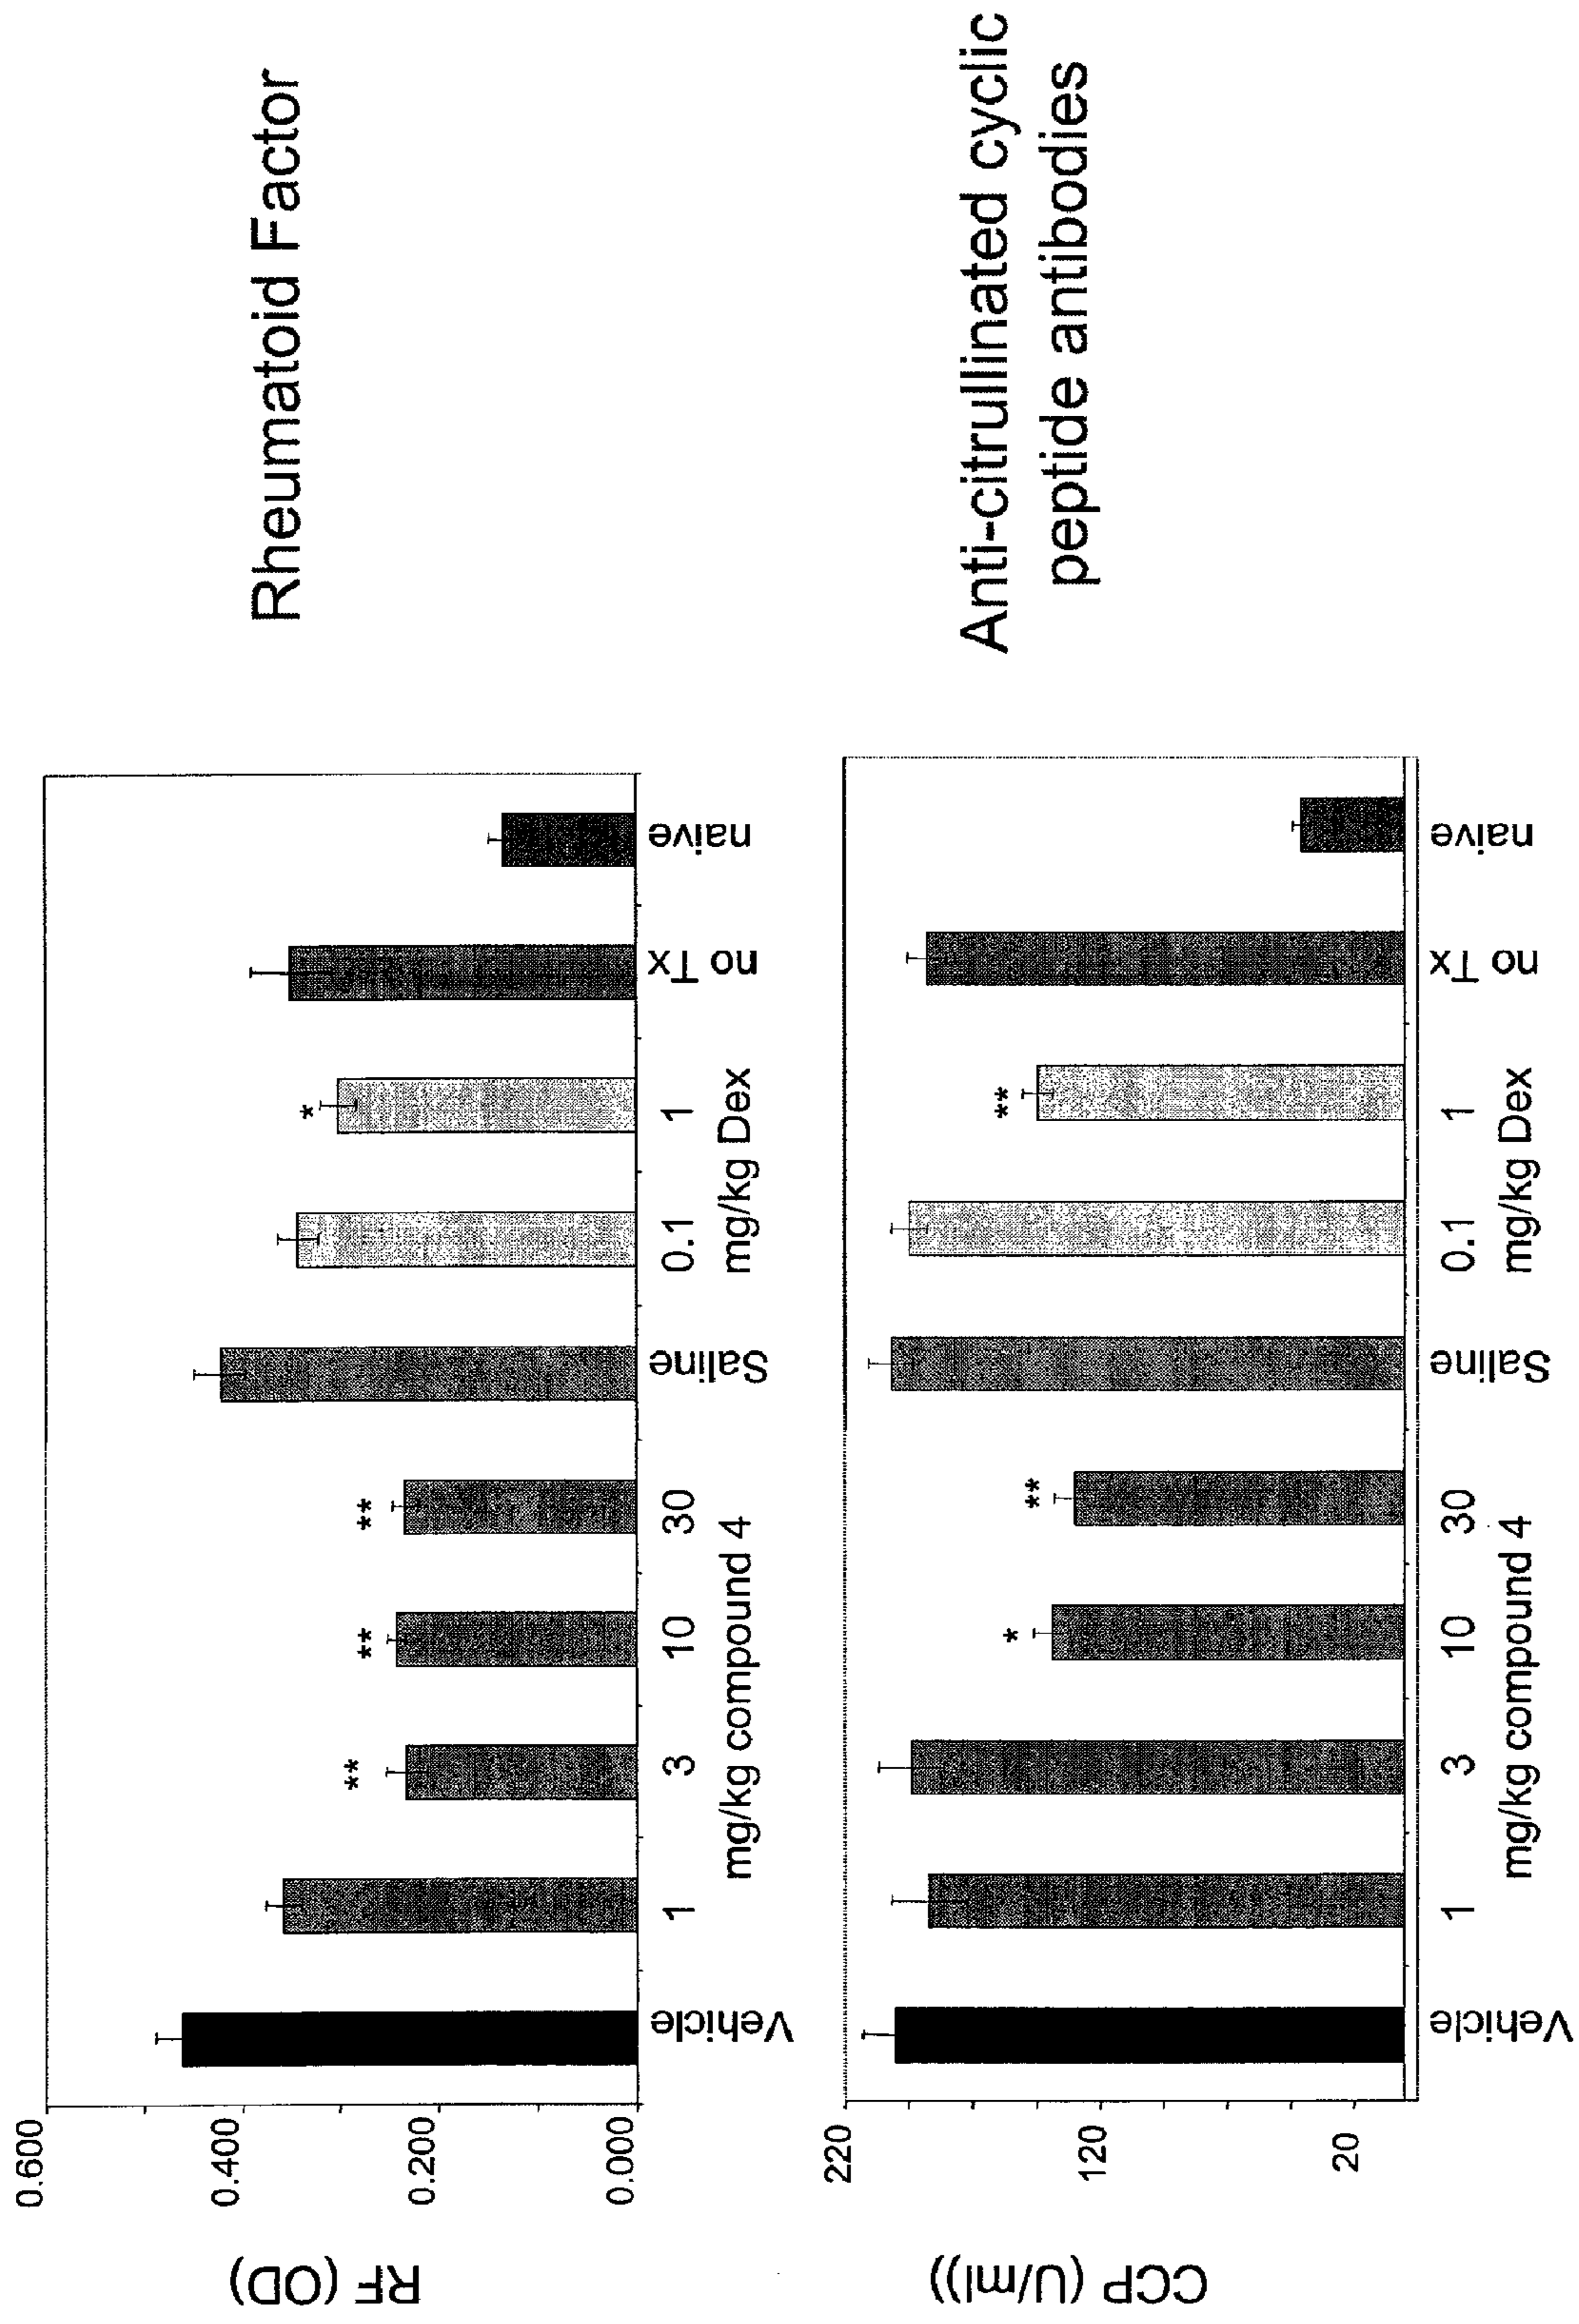 Rheumatoid Factor
RF (OD)
0.600
0.400
0.200
0.000
** ** ** *
Vehicle 1 3 10 30 Saline 0.1 1 no Tx naive
mg/kg compound 4 mg/kg Dex
Anti-citrullinated cyclic
peptide antibodies
CCP (U/ml))
220
120
20
* ** **
Vehicle 1 3 10 30 Saline 0.1 1 no Tx naive
mg/kg compound 4 mg/kg Dex